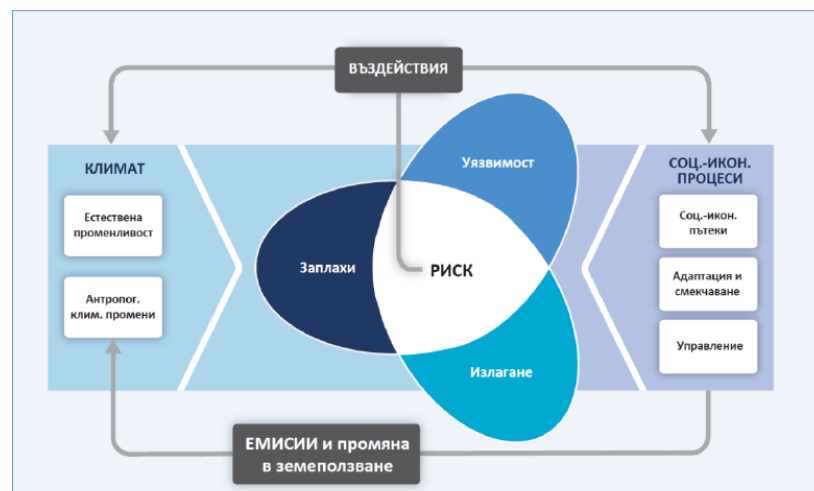 ВЪЗДЕЙСТВИЯ
КЛИМАТ
Естествена
променливост
Антропог.
клим. промени
Заплахи
Уязвимост
РИСК
Излагане
СОЦ.-ИКОН.
ПРОЦЕСИ
Соц.-икон.
пътеки
Адаптация и
смекчаване
Управление
ЕМИСИИ и промяна
в земеползване